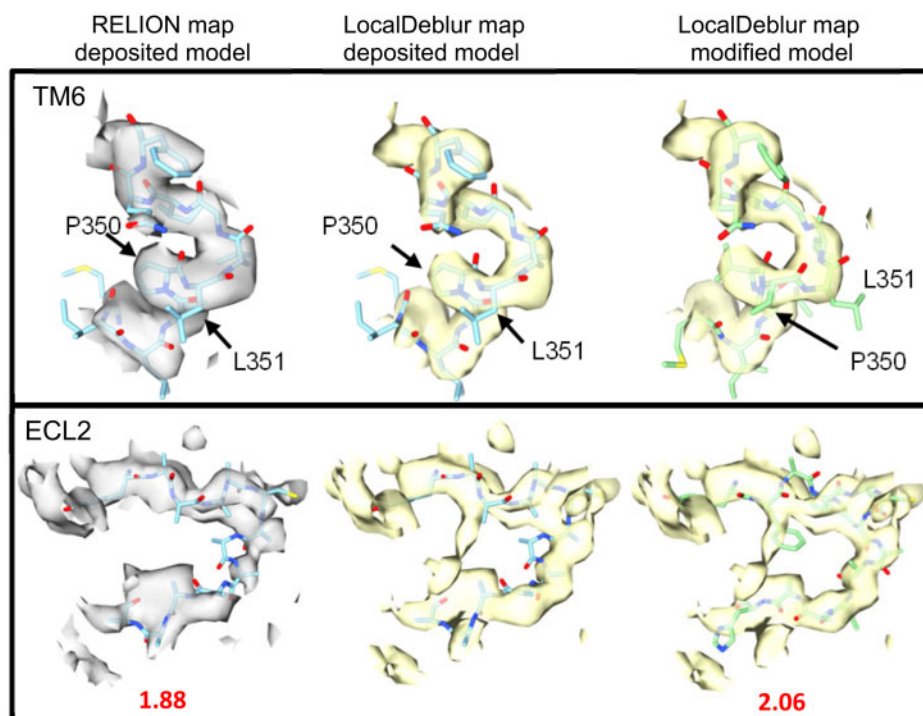 RELION map
deposited model
LocalDeblur map
deposited model
LocalDeblur map
modified model
TM6
P350
L351
P350
L351
L351
P350
ECL2
1.88
2.06